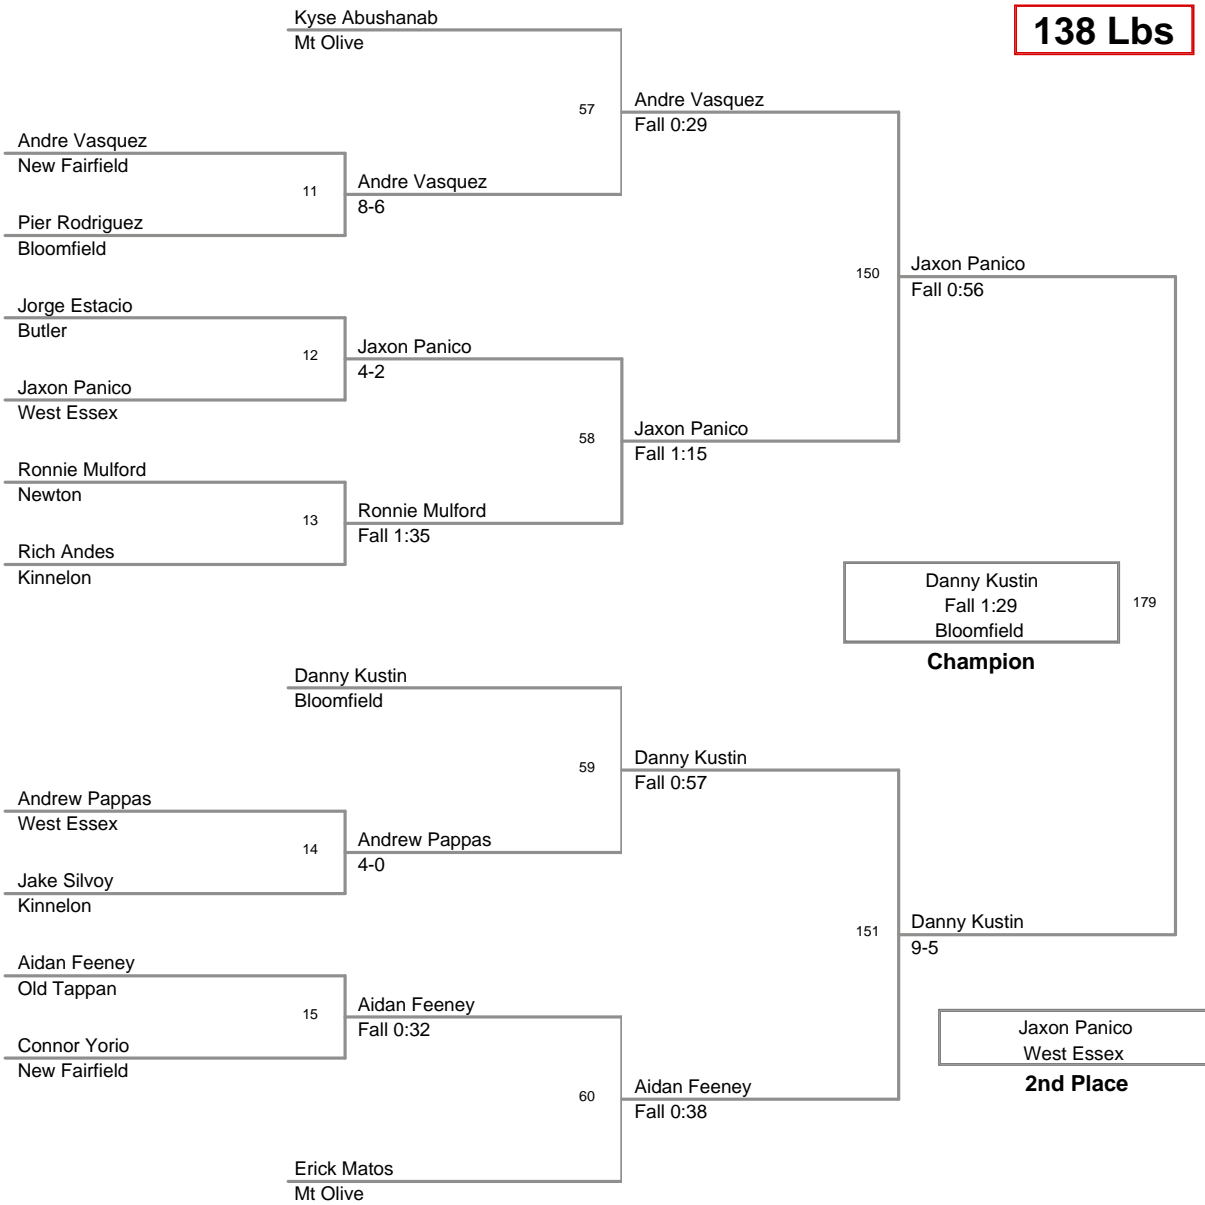 Kyse Abushanab
Mt Olive
138 Lbs
57
Andre Vasquez
Fall 0:29
Andre Vasquez
New Fairfield
11
Andre Vasquez
8-6
Pier Rodriguez
Bloomfield
150
Jaxon Panico
Fall 0:56
Jorge Estacio
Butler
12
Jaxon Panico
4-2
Jaxon Panico
West Essex
58
Jaxon Panico
Fall 1:15
Ronnie Mulford
Newton
13
Ronnie Mulford
Fall 1:35
Rich Andes
Kinnelon
Danny Kustin
Fall 1:29
Bloomfield
Champion
179
Danny Kustin
Bloomfield
59
Danny Kustin
Fall 0:57
Andrew Pappas
West Essex
14
Andrew Pappas
4-0
Jake Silvoy
Kinnelon
151
Danny Kustin
9-5
Aidan Feeney
Old Tappan
15
Aidan Feeney
Fall 0:32
Connor Yorio
New Fairfield
Jaxon Panico
West Essex
2nd Place
60
Aidan Feeney
Fall 0:38
Erick Matos
Mt Olive